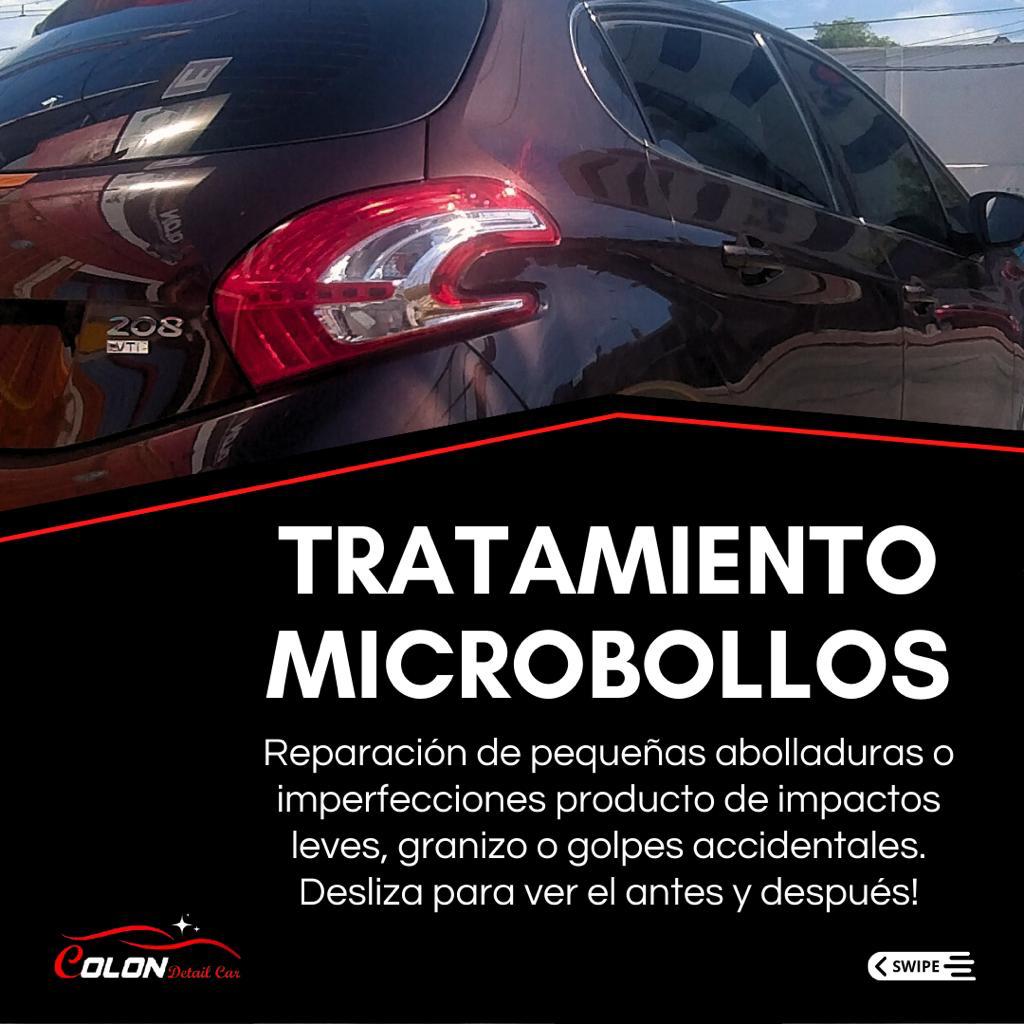 208
VTi
TRATAMIENTO
MICROBOLLOS
Reparación de pequeñas abolladuras o
imperfecciones producto de impactos
leves, granizo o golpes accidentales.
Desliza para ver el antes y después!
COLON Detail Car
SWIPE